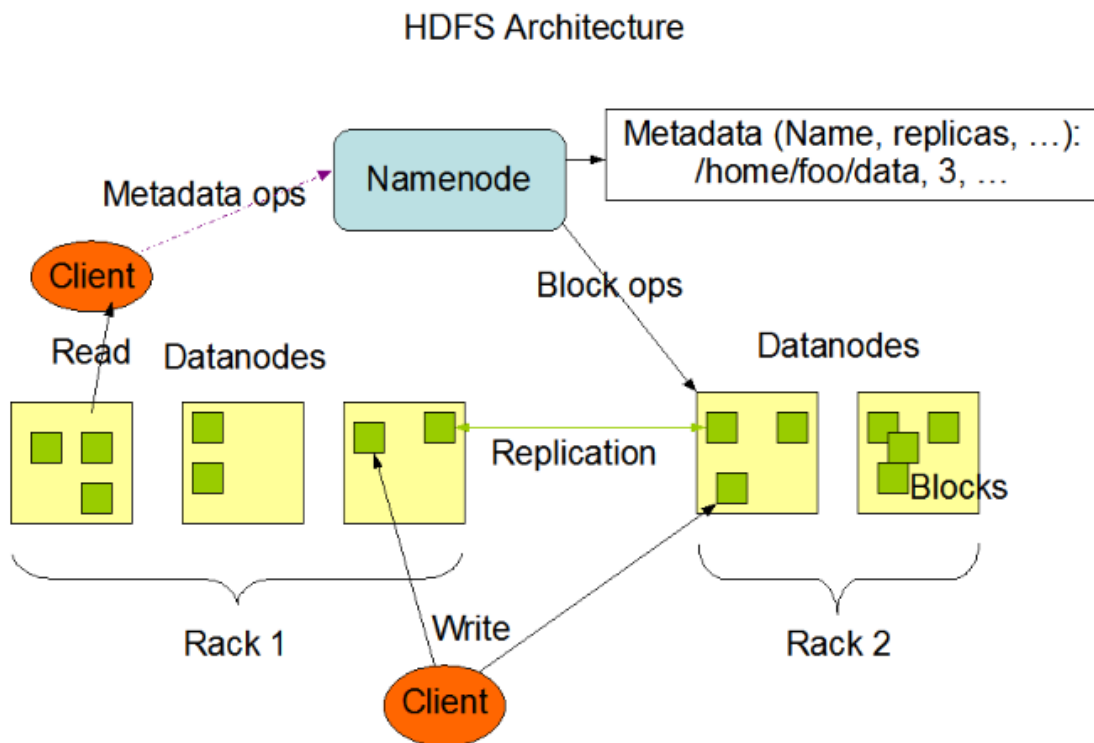 HDFS Architecture
Metadata (Name, replicas, …):
/home/foo/data, 3, …
Namenode
Metadata ops
Client
Block ops
Read
Datanodes
Datanodes
Replication
Blocks
Rack 1
Write
Rack 2
Client